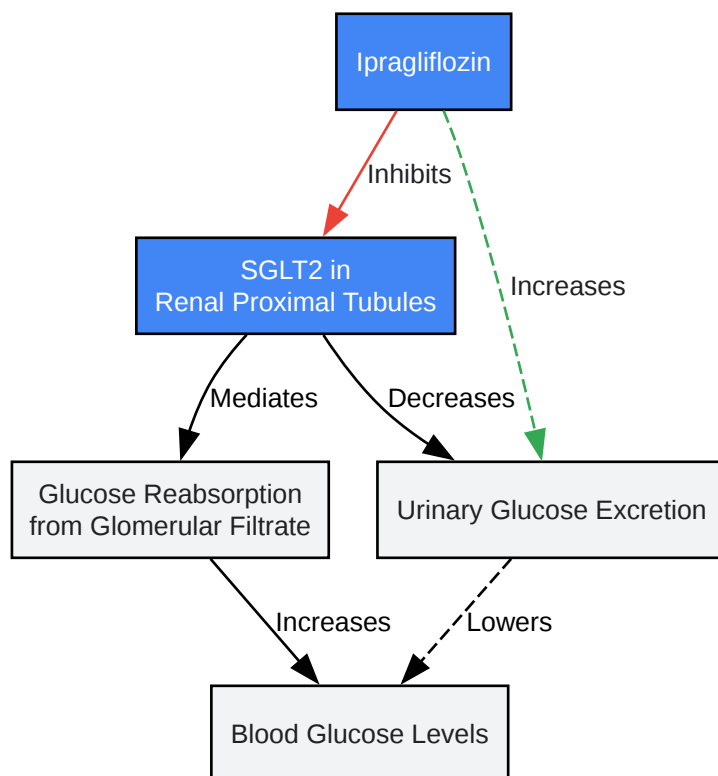 Ipragliflozin
Inhibits
SGLT2 in
Renal Proximal Tubules
Increases
Mediates
Decreases
Glucose Reabsorption
from Glomerular Filtrate
Urinary Glucose Excretion
Increases
Lowers
Blood Glucose Levels